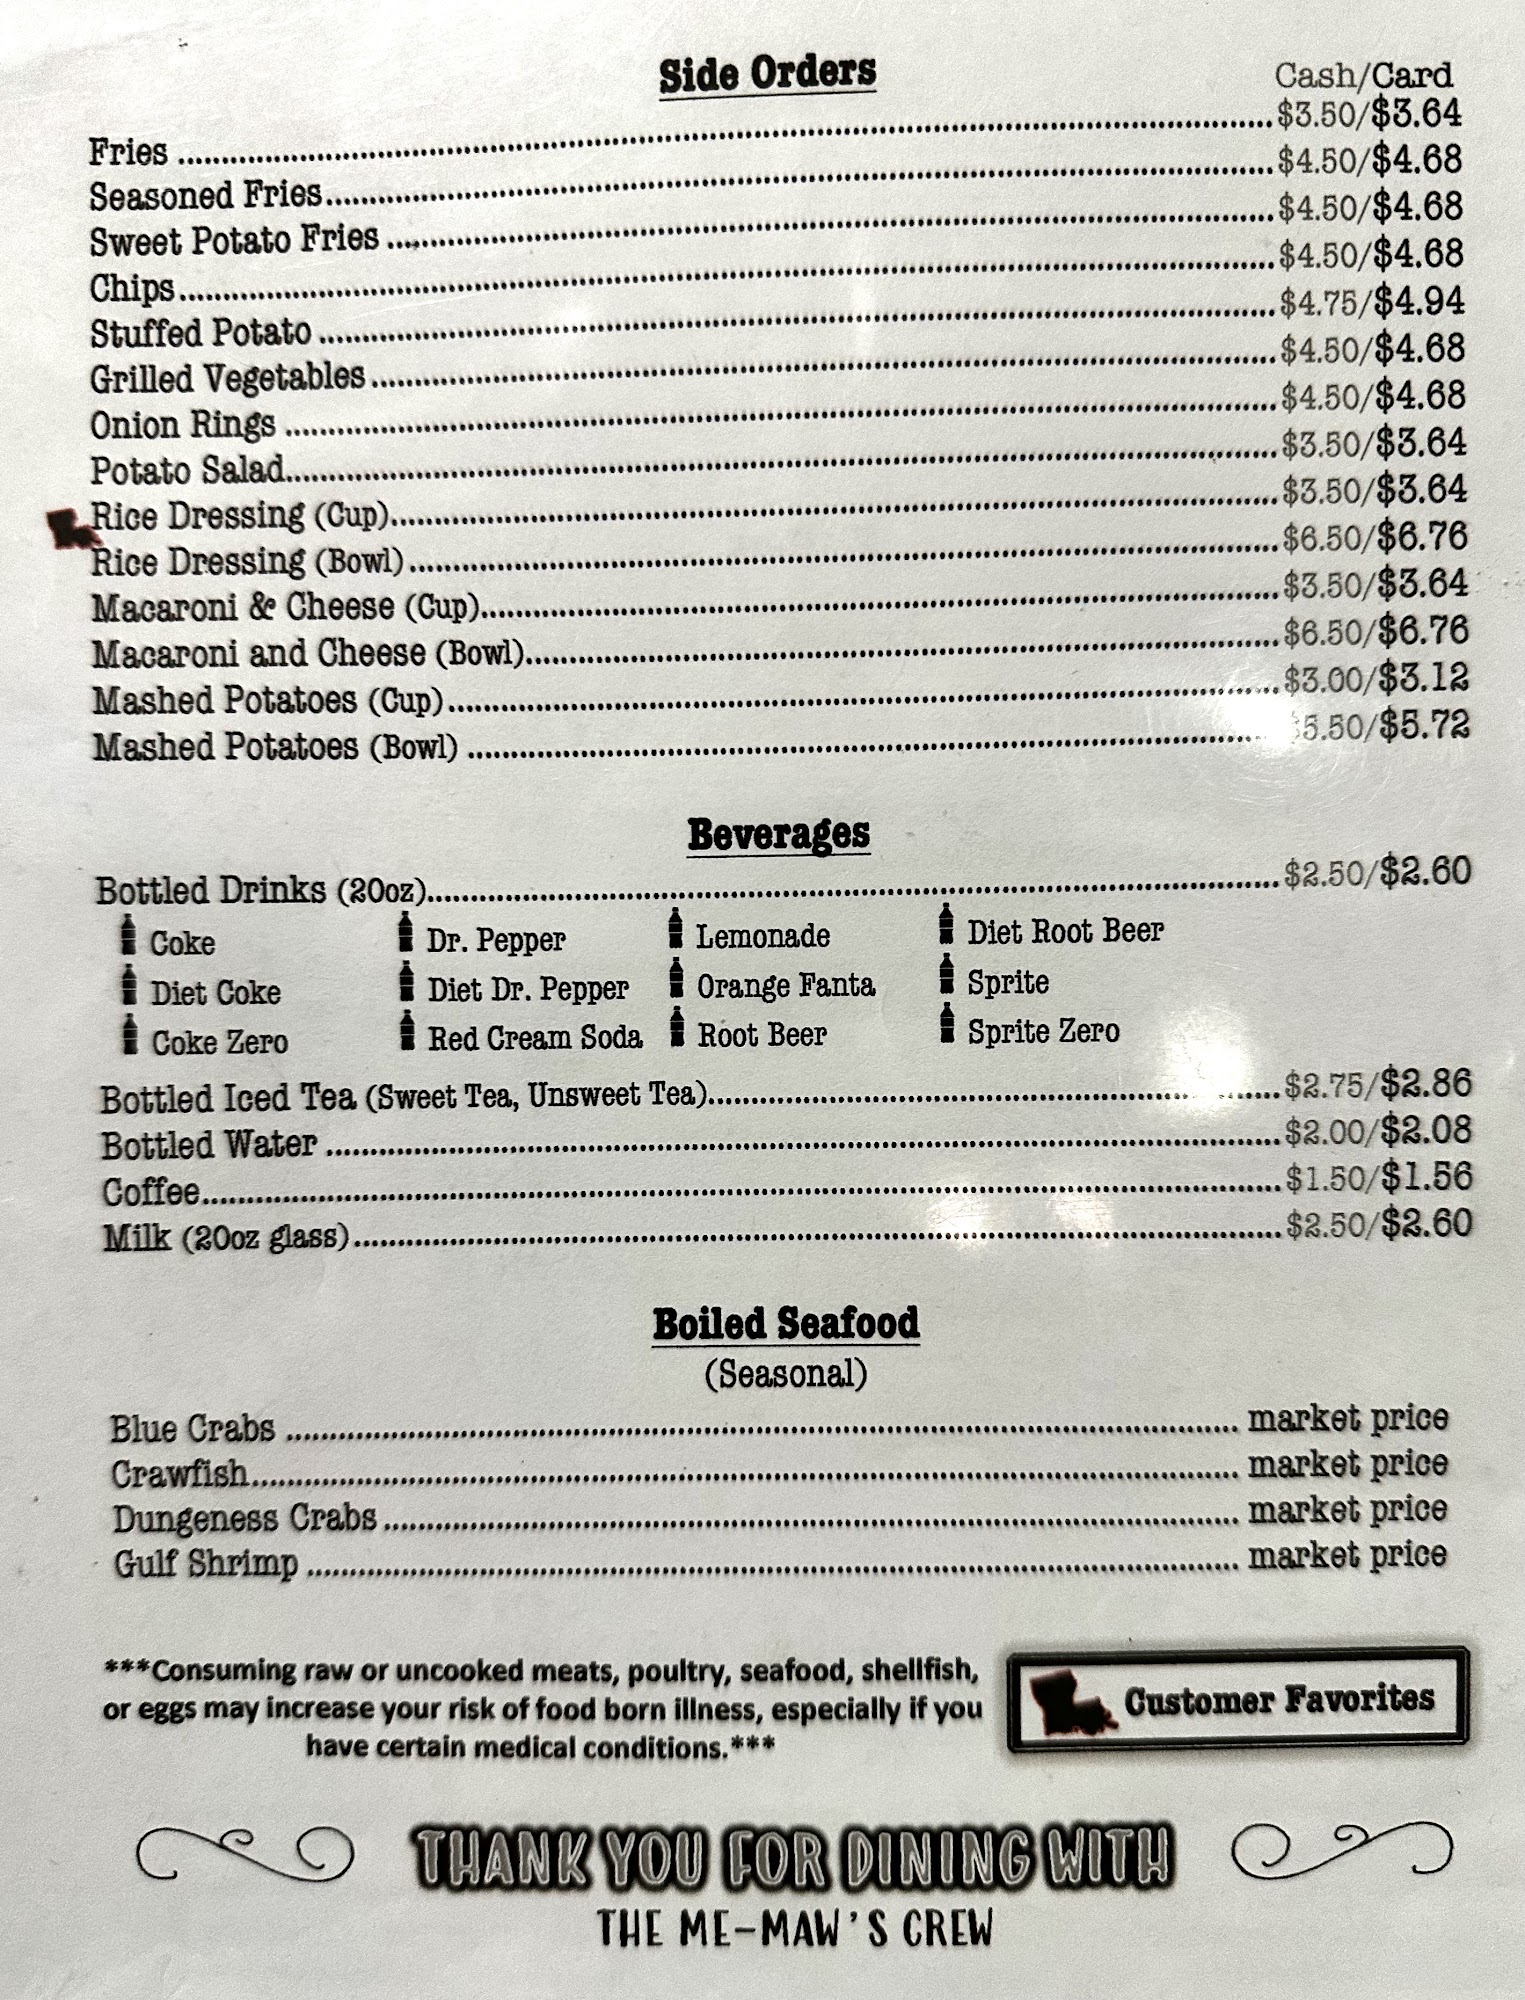 Side Orders
Cash/Card
Fries ........ $3.50/$3.64
Seasoned Fries........ $4.50/$4.68
Sweet Potato Fries ........ $4.50/$4.68
Chips........ $4.50/$4.68
Stuffed Potato ........ $4.75/$4.94
Grilled Vegetables ........ $4.50/$4.68
Onion Rings ........ $4.50/$4.68
Potato Salad........ $3.50/$3.64
Rice Dressing (Cup)........ $3.50/$3.64
Rice Dressing (Bowl)........ $6.50/$6.76
Macaroni & Cheese (Cup)........ $3.50/$3.64
Macaroni and Cheese (Bowl)........ $6.50/$6.76
Mashed Potatoes (Cup)........ $3.00/$3.12
Mashed Potatoes (Bowl) ........ $5.50/$5.72
Beverages
Bottled Drinks (20oz)........ $2.50/$2.60
Coke Dr. Pepper Lemonade Diet Root Beer
Diet Coke Diet Dr. Pepper Orange Fanta Sprite
Coke Zero Red Cream Soda Root Beer Sprite Zero
Bottled Iced Tea (Sweet Tea, Unsweet Tea)........ $2.75/$2.86
Bottled Water ........ $2.00/$2.08
Coffee........ $1.50/$1.56
Milk (20oz glass)........ $2.50/$2.60
Boiled Seafood
(Seasonal)
Blue Crabs ........ market price
Crawfish........ market price
Dungeness Crabs ........ market price
Gulf Shrimp ........ market price
***Consuming raw or uncooked meats, poultry, seafood, shellfish,
or eggs may increase your risk of food born illness, especially if you
have certain medical conditions.***
Customer Favorites
THANK YOU FOR DINING WITH
THE ME-MAW'S CREW